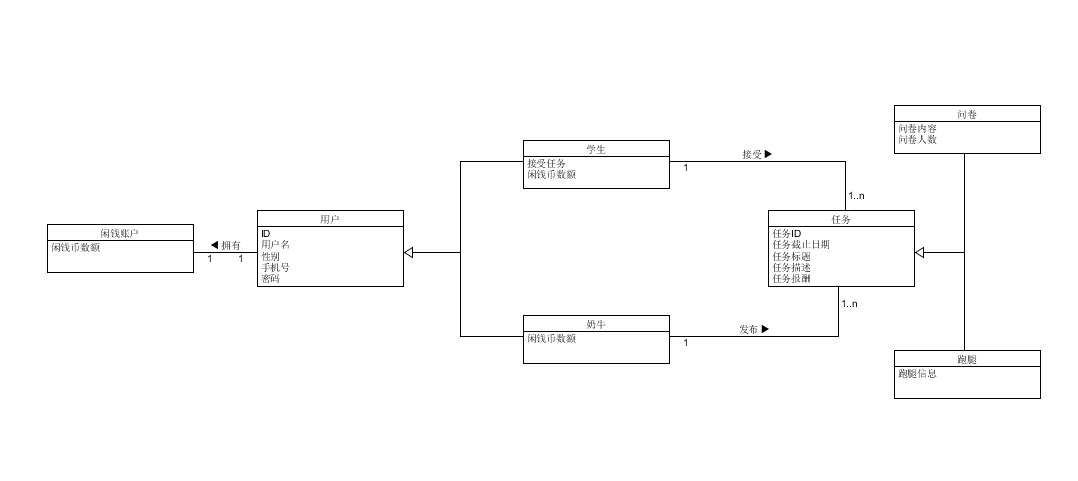 闲钱账户
闲钱币数额
◀ 拥有
1
1
用户
ID
用户名
性别
手机号
密码
学生
接受任务
闲钱币数额
奶牛
闲钱币数额
接受 ▶
1
1..n
发布 ▶
1
1..n
任务
任务ID
任务截止日期
任务标题
任务描述
任务报酬
问卷
问卷内容
问卷人数
跑腿
跑腿信息